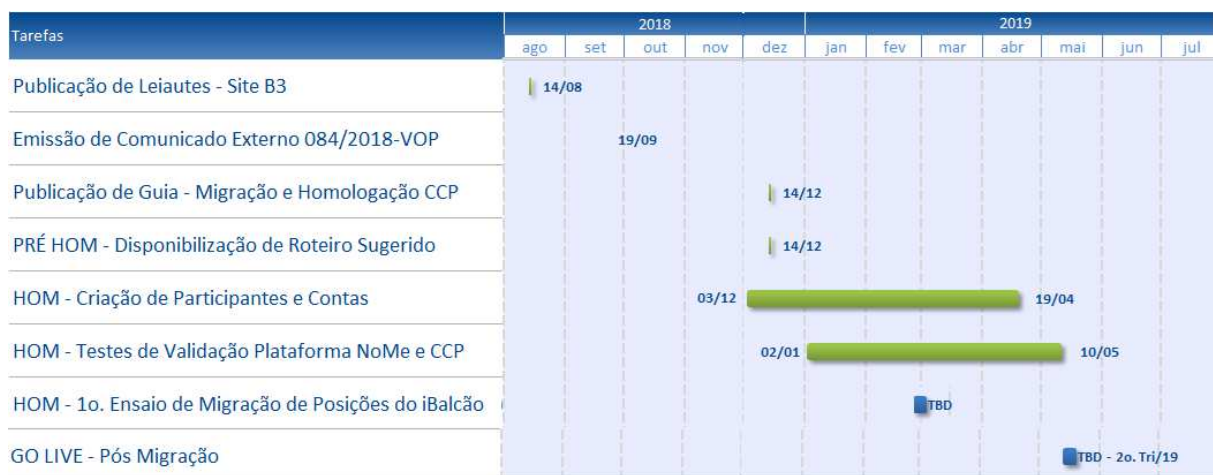 Tarefas
2018
2019
ago set out nov dez jan fev mar abr mai jun jul
Publicação de Leiautes - Site B3
14/08
Emissão de Comunicado Externo 084/2018-VOP
19/09
Publicação de Guia - Migração e Homologação CCP
14/12
PRÉ HOM - Disponibilização de Roteiro Sugerido
14/12
HOM - Criação de Participantes e Contas
03/12
19/04
HOM - Testes de Validação Plataforma NoMe e CCP
02/01
10/05
HOM - 1o. Ensaio de Migração de Posições do iBalcão
TBD
GO LIVE - Pós Migração
TBD - 2o. Tri/19